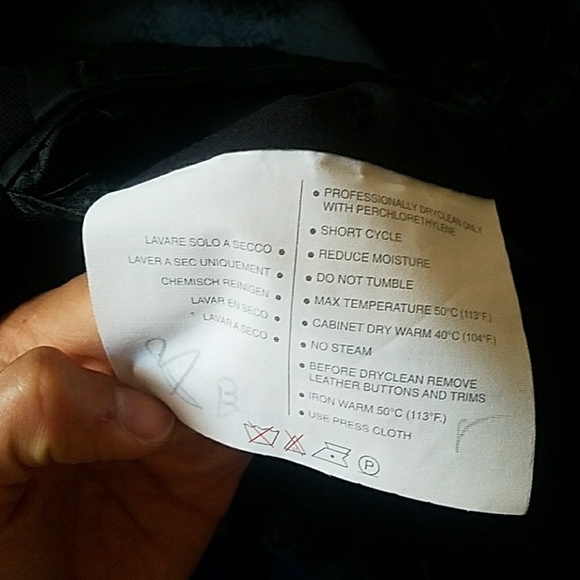 LAVARE SOLO A SECCO •
LAVER A SEC UNIQUEMENT •
CHEMISCH REINIGEN •
LAVAR EN SECO •
LAVAR A SECO •
B
• PROFESSIONALLY DRYCLEAN ONLY
WITH PERCHLORETHYLENE
• SHORT CYCLE
• REDUCE MOISTURE
• DO NOT TUMBLE
• MAX TEMPERATURE 50°C (113°F.)
• CABINET DRY WARM 40°C (104°F.)
• NO STEAM
• BEFORE DRYCLEAN REMOVE
LEATHER BUTTONS AND TRIMS
• IRON WARM 50°C (113°F.)
• USE PRESS CLOTH
P